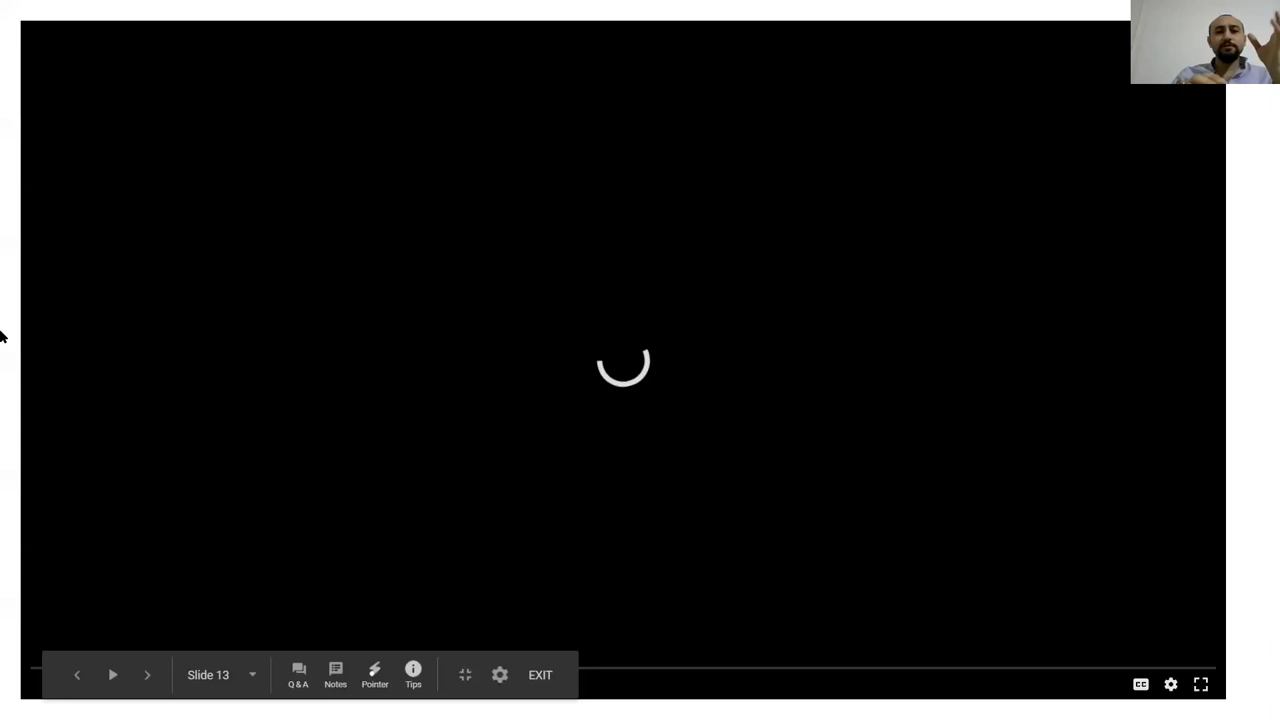 Slide 13
Q & A
Notes
Pointer
Tips
EXIT
CC